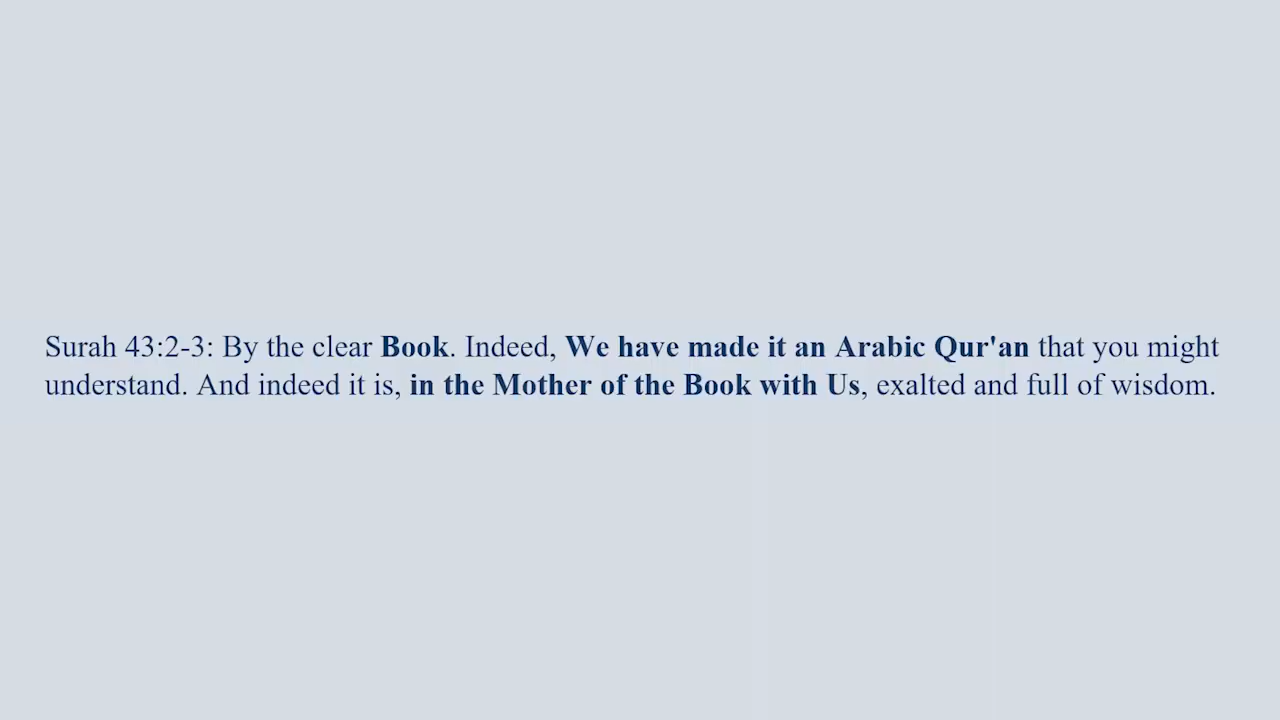 Surah 43:2-3: By the clear Book. Indeed, We have made it an Arabic Qur'an that you might
understand. And indeed it is, in the Mother of the Book with Us, exalted and full of wisdom.